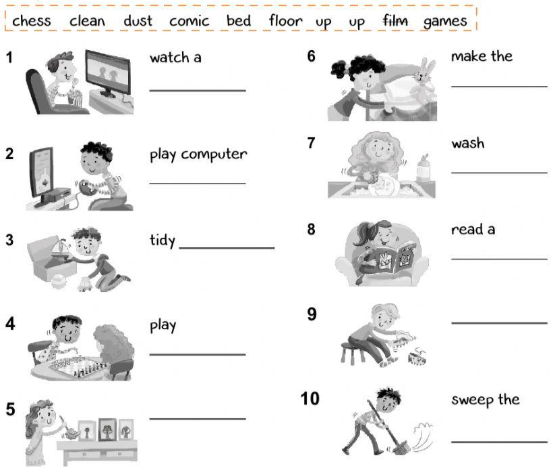 chess clean dust comic bed floor up up film games
1 watch a
2 play computer
3 tidy
4 play
5
6 make the
7 wash
8 read a
9
10 sweep the